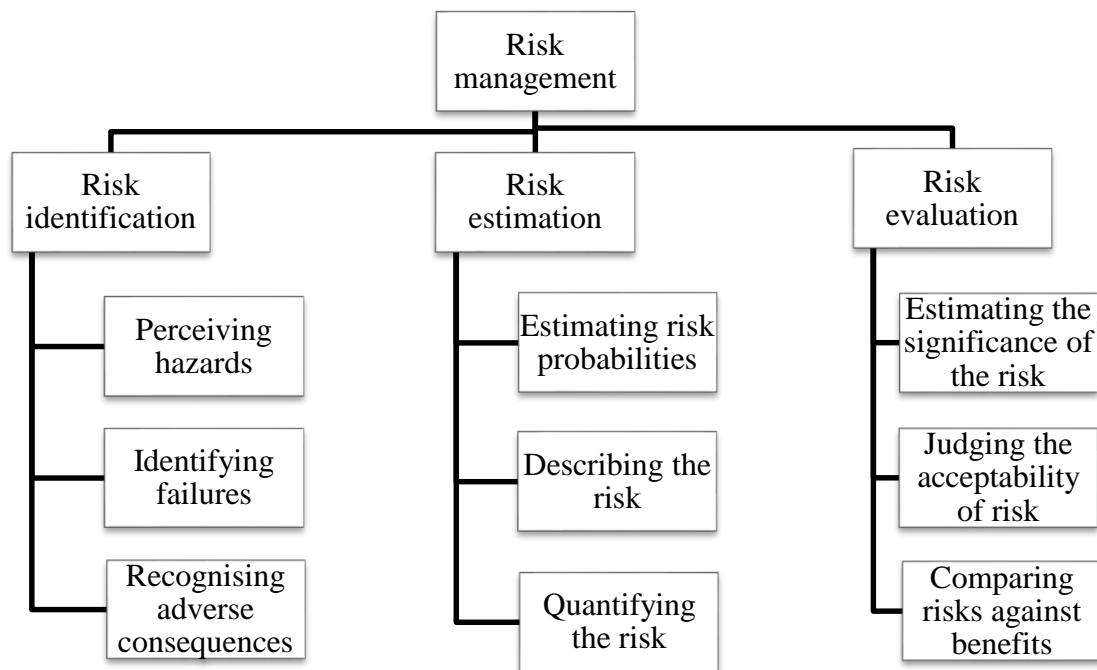 Risk
management
Risk
identification
Perceiving
hazards
Identifying
failures
Recognising
adverse
consequences
Risk
estimation
Estimating risk
probabilities
Describing the
risk
Quantifying
the risk
Risk
evaluation
Estimating the
significance of
the risk
Judging the
acceptability
of risk
Comparing
risks against
benefits